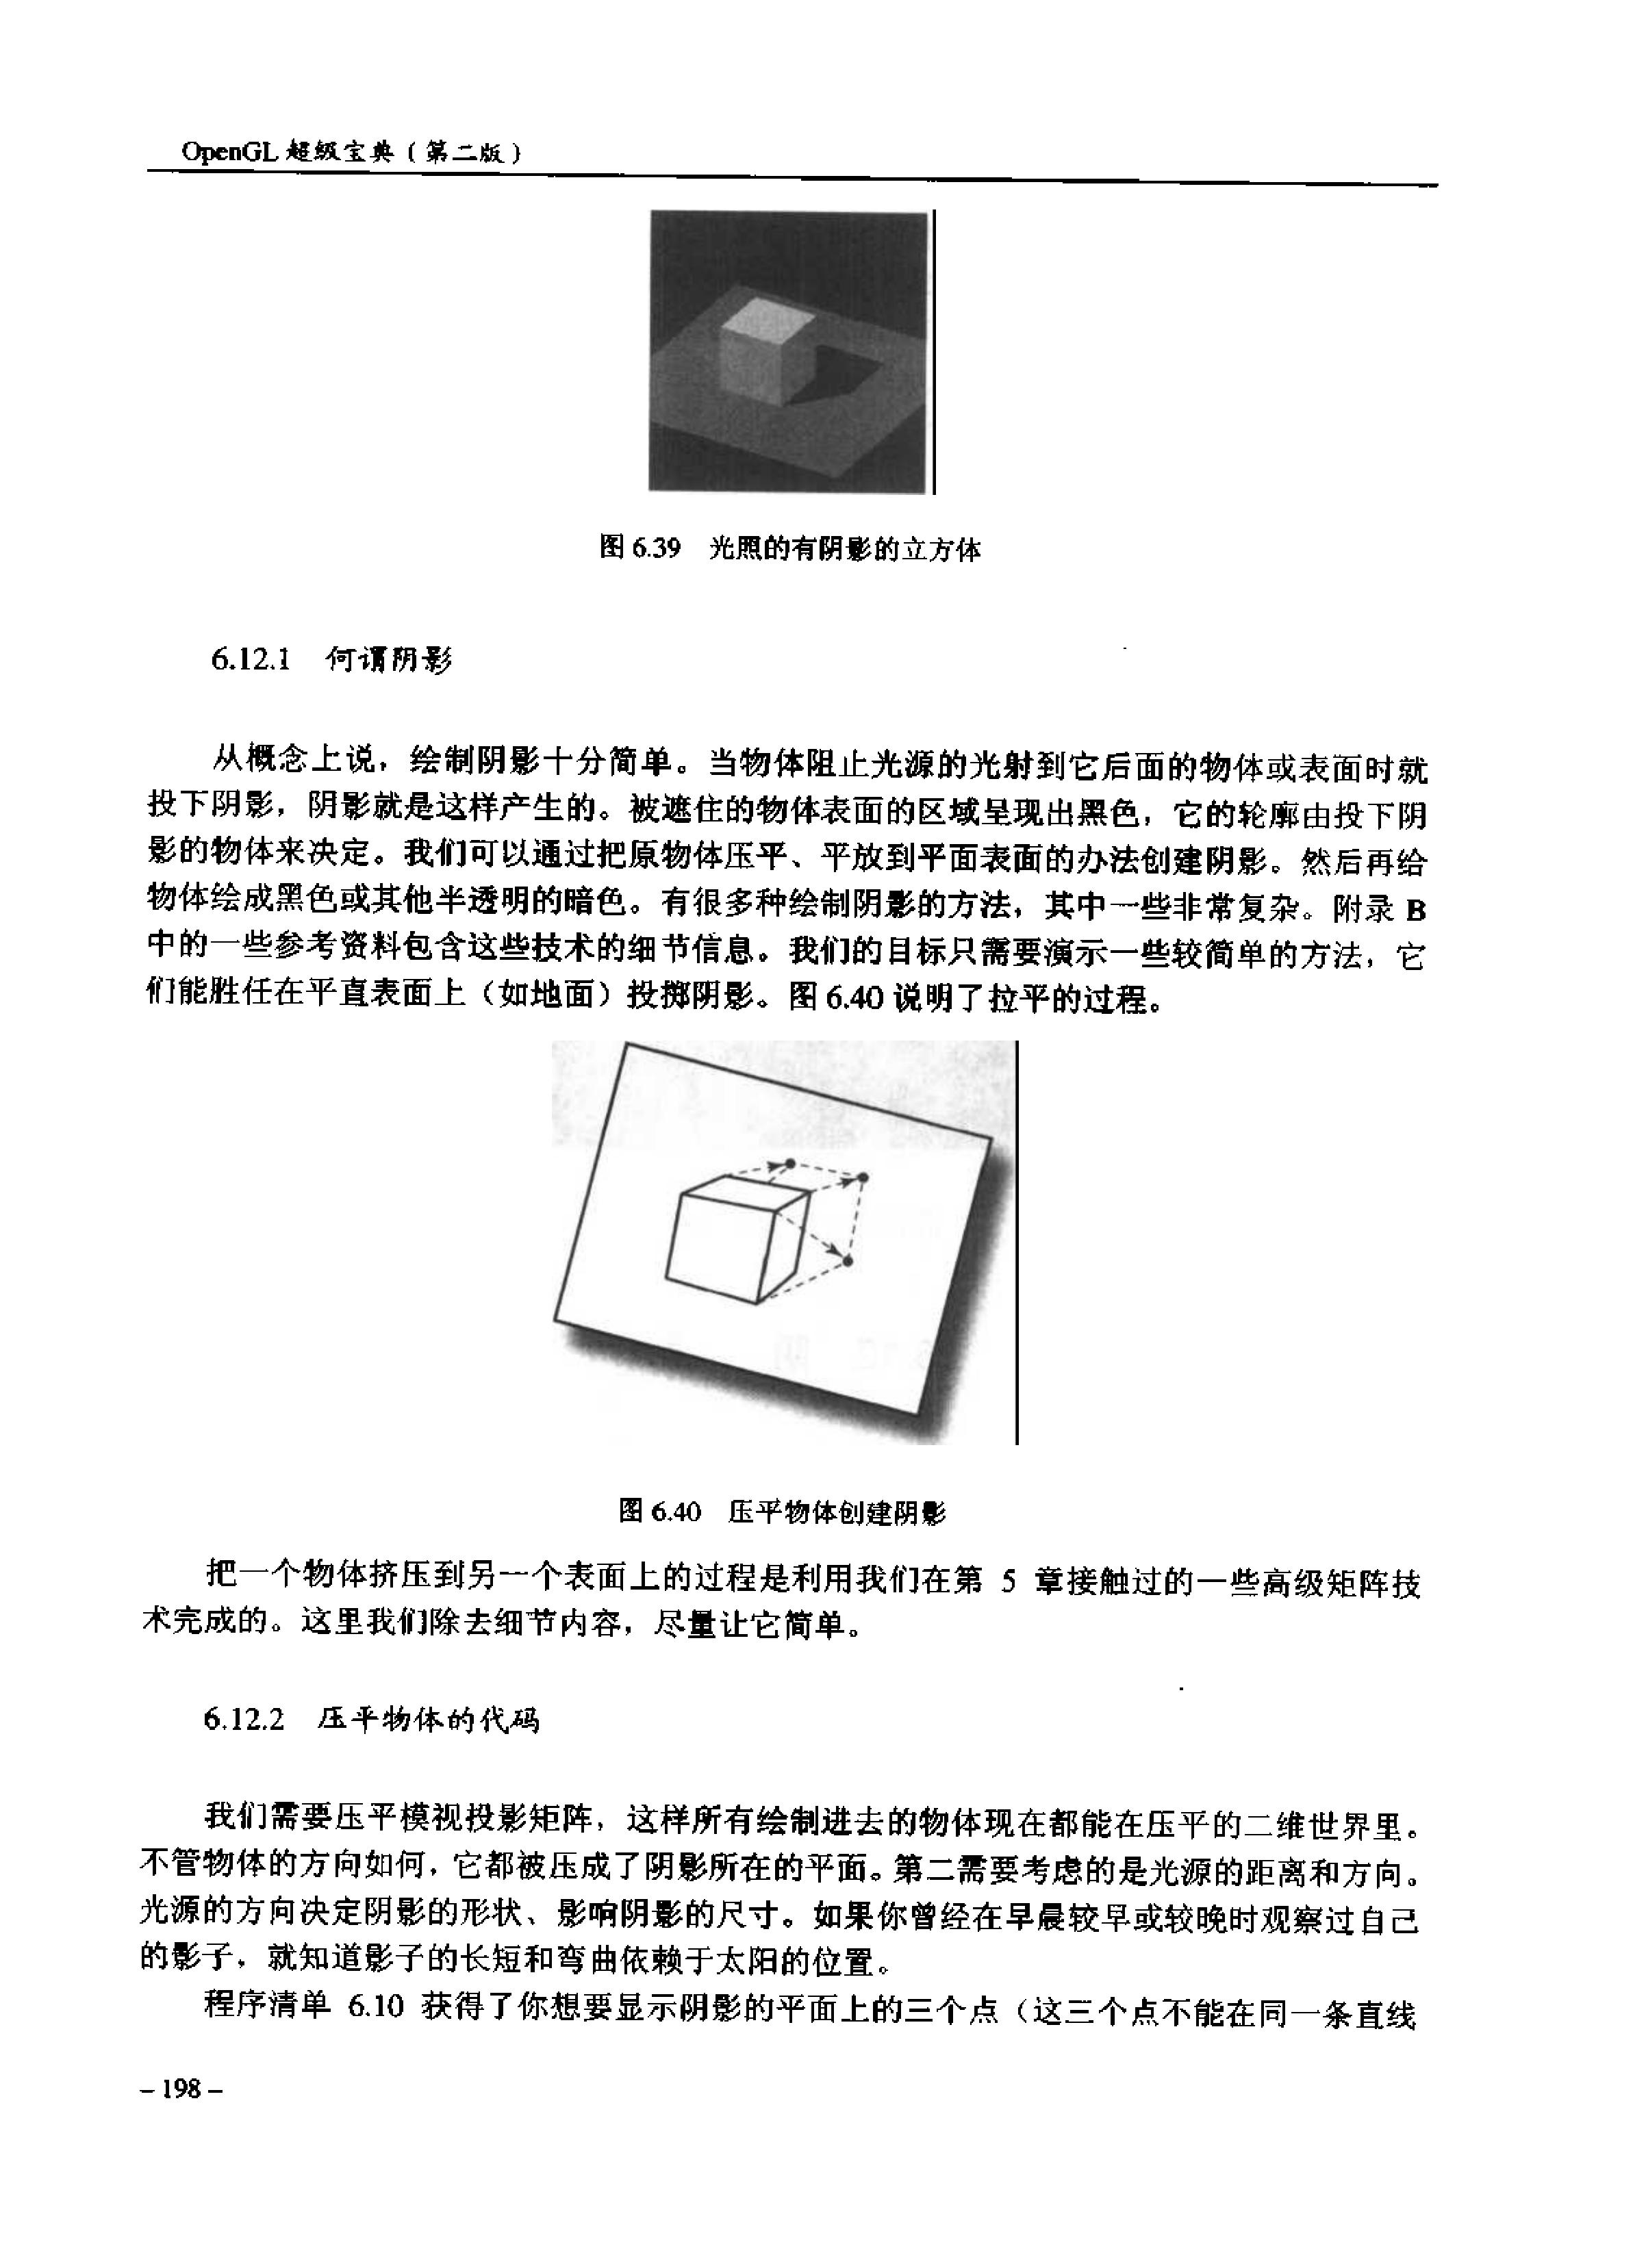 OpenGL 超级宝典（第二版）
图 6.39 光照的有阴影的立方体
6.12.1 何谓阴影
从概念上说，绘制阴影十分简单。当物体阻止光源的光射到它后面的物体或表面时就
投下阴影，阴影就是这样产生的。被遮住的物体表面的区域呈现出黑色，它的轮廓由投下阴
影的物体来决定。我们可以通过把原物体压平、平放到平面表面的办法创建阴影。然后再给
物体绘成黑色或其他半透明的暗色。有很多种绘制阴影的方法，其中一些非常复杂。附录 B
中的一些参考资料包含这些技术的细节信息。我们的目标只需要演示一些较简单的方法，它
们能胜任在平直表面上（如地面）投掷阴影。图 6.40 说明了拉平的过程。
图 6.40 压平物体创建阴影
把一个物体挤压到另一个表面上的过程是利用我们在第 5 章接触过的一些高级矩阵技
术完成的。这里我们除去细节内容，尽量让它简单。
6.12.2 压平物体的代码
我们需要压平模视投影矩阵，这样所有绘制进去的物体现在都能在压平的二维世界里。
不管物体的方向如何，它都被压成了阴影所在的平面。第二需要考虑的是光源的距离和方向。
光源的方向决定阴影的形状、影响阴影的尺寸。如果你曾经在早晨较早或较晚时观察过自己
的影子，就知道影子的长短和弯曲依赖于太阳的位置。
程序清单 6.10 获得了你想要显示阴影的平面上的三个点（这三个点不能在同一条直线
– 198 –